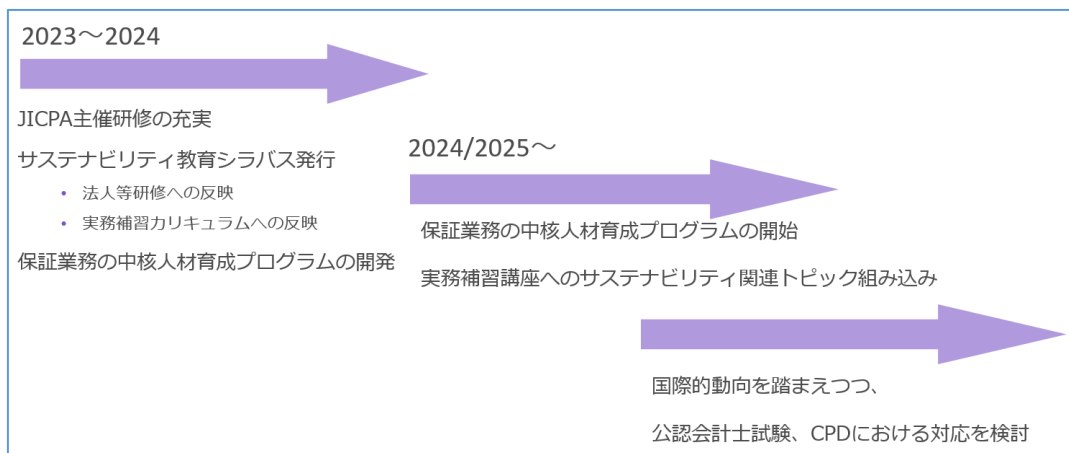 2023～2024
JICPA主催研修の充実
サステナビリティ教育シラバス発行
• 法人等研修への反映
• 実務補習カリキュラムへの反映
保証業務の中核人材育成プログラムの開発
2024/2025～
保証業務の中核人材育成プログラムの開始
実務補習講座へのサステナビリティ関連トピック組み込み
国際的動向を踏まえつつ、
公認会計士試験、CPDにおける対応を検討